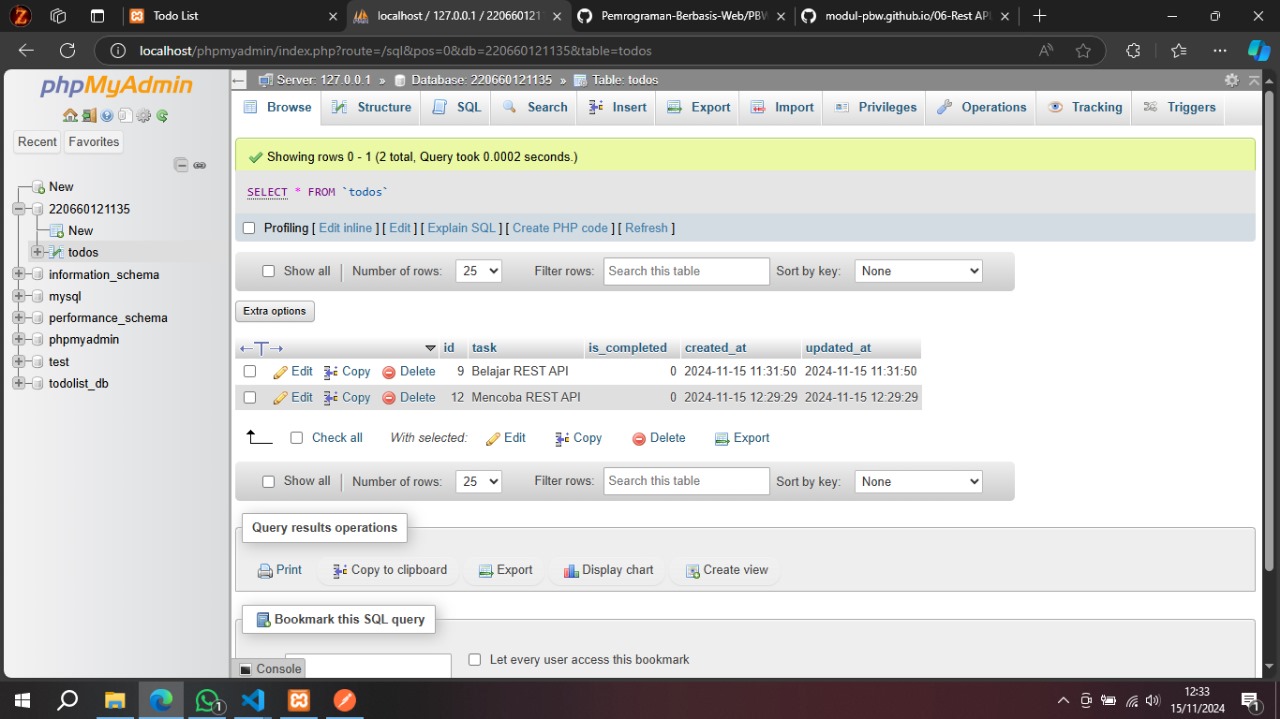 Todo List
localhost / 127.0.0.1 / 22066012113
Pemrograman-Berbasis-Web/PBW
modul-pbw.github.io/06-Rest API
localhost/phpmyadmin/index.php?route=/sql&pos=0&db=220660121135&table=todos
phpMyAdmin
Server: 127.0.0.1 » Database: 220660121135 » Table: todos
Browse Structure SQL Search Insert Export Import Privileges Operations Tracking Triggers
Recent Favorites
New
220660121135
New
todos
information_schema
mysql
performance_schema
phpmyadmin
test
todolist_db
Showing rows 0 - 1 (2 total, Query took 0.0002 seconds.)
SELECT * FROM `todos`
Profiling [ Edit inline ] [ Edit ] [ Explain SQL ] [ Create PHP code ] [ Refresh ]
Show all Number of rows: 25 Filter rows: Search this table Sort by key: None
Extra options
←T→ id task is_completed created_at updated_at
Edit Copy Delete 9 Belajar REST API 0 2024-11-15 11:31:50 2024-11-15 11:31:50
Edit Copy Delete 12 Mencoba REST API 0 2024-11-15 12:29:29 2024-11-15 12:29:29
Check all With selected: Edit Copy Delete Export
Show all Number of rows: 25 Filter rows: Search this table Sort by key: None
Query results operations
Print Copy to clipboard Export Display chart Create view
Bookmark this SQL query
Let every user access this bookmark
Console
1
12:33
15/11/2024
1